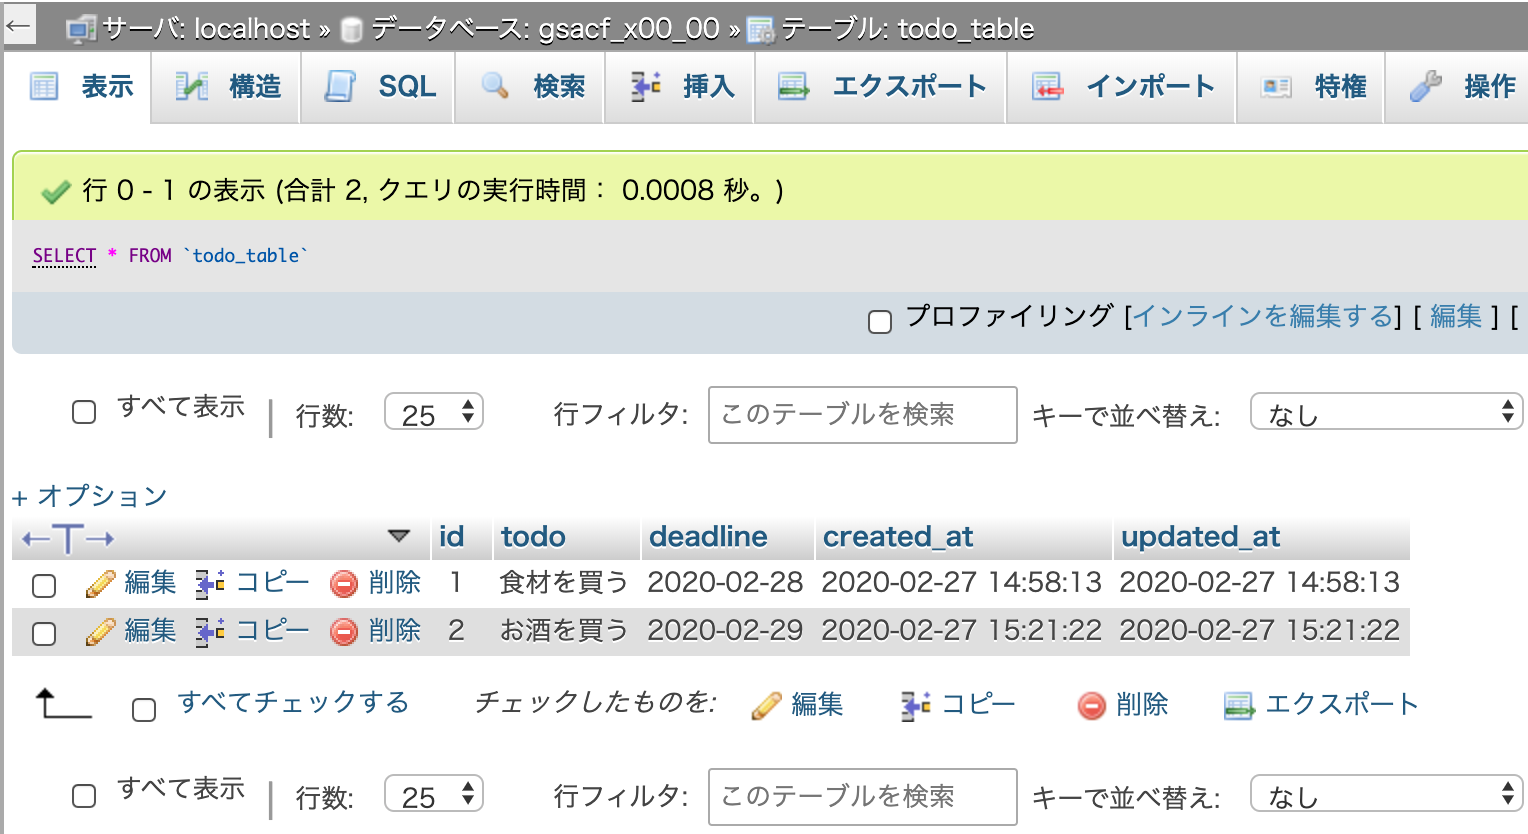 サーバ: localhost » データベース: gsacf_x00_00 » テーブル: todo_table
表示 構造 SQL 検索 挿入 エクスポート インポート 特権 操作
行 0 - 1 の表示 (合計 2, クエリの実行時間： 0.0008 秒。)
SELECT * FROM `todo_table`
プロファイリング [インラインを編集する] [ 編集 ] [
すべて表示 行数: 25 行フィルタ: このテーブルを検索 キーで並べ替え: なし
+ オプション
←T→ id todo deadline created_at updated_at
編集 コピー 削除 1 食材を買う 2020-02-28 2020-02-27 14:58:13 2020-02-27 14:58:13
編集 コピー 削除 2 お酒を買う 2020-02-29 2020-02-27 15:21:22 2020-02-27 15:21:22
すべてチェックする チェックしたものを: 編集 コピー 削除 エクスポート
すべて表示 行数: 25 行フィルタ: このテーブルを検索 キーで並べ替え: なし